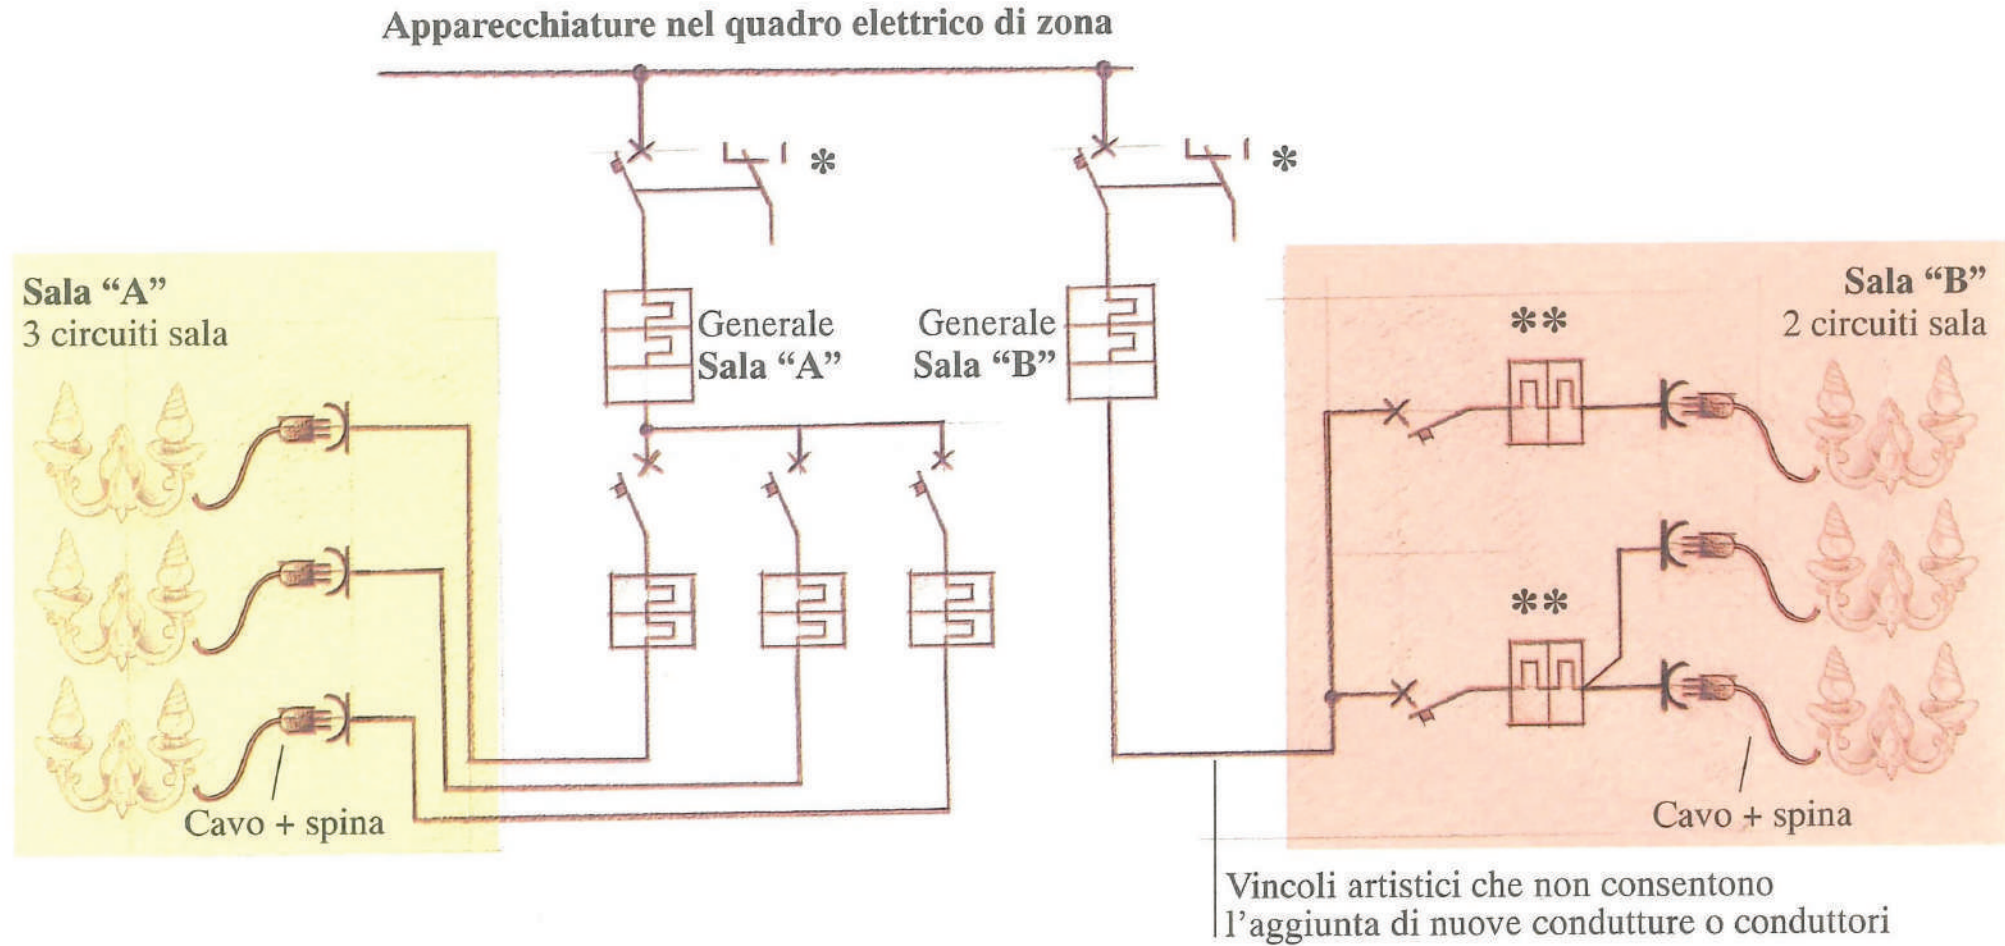 Apparecchiature nel quadro elettrico di zona
*
*
Sala “A”
3 circuiti sala
Generale
Sala “A”
Generale
Sala “B”
**
Sala “B”
2 circuiti sala
**
Cavo + spina
Cavo + spina
Vincoli artistici che non consentono
l’aggiunta di nuove condutture o conduttori